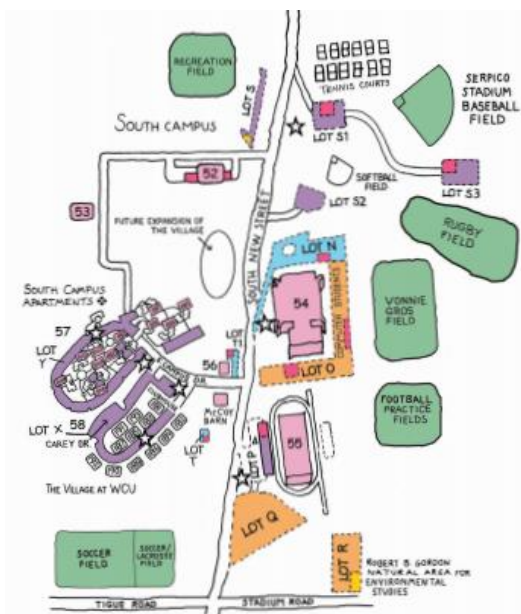 RECREATION
FIELD
LOT S
TENNIS COURTS
SERPICO
STADIUM
BASEBALL
FIELD
SOUTH CAMPUS
LOT S1
52
SOFTBALL
FIELD
LOT S3
53
LOT S2
FUTURE EXPANSION OF
THE VILLAGE
SOUTH NEW STREET
RUGBY
FIELD
LOT N
SOUTH CAMPUS
APARTMENTS
54
COMMUTER STUDENTS
VONNIE
GROS
FIELD
57
LOT
Y
LOT
T1
56
CAMPUS DR.
LOT O
FOOTBALL
PRACTICE
FIELDS
LOT X
58
CAREY DR.
McCOY
BARN
LOT
T
55
LOT P
THE VILLAGE AT WCU
LOT Q
SOCCER
FIELD
SOCCER/
LACROSSE
FIELD
LOT R
ROBERT B. GORDON
NATURAL AREA FOR
ENVIRONMENTAL
STUDIES
TIGUE ROAD
STADIUM ROAD